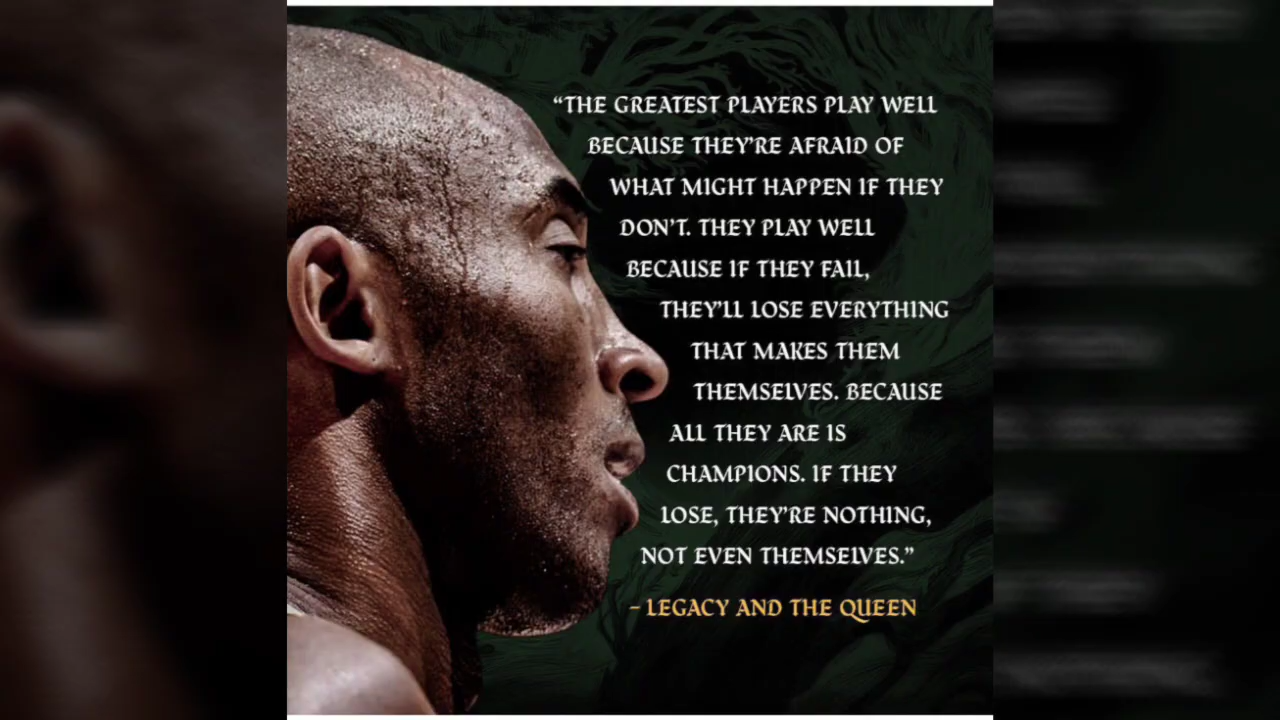 “THE GREATEST PLAYERS PLAY WELL
BECAUSE THEY’RE AFRAID OF
WHAT MIGHT HAPPEN IF THEY
DON’T. THEY PLAY WELL
BECAUSE IF THEY FAIL,
THEY’LL LOSE EVERYTHING
THAT MAKES THEM
THEMSELVES. BECAUSE
ALL THEY ARE IS
CHAMPIONS. IF THEY
LOSE, THEY’RE NOTHING,
NOT EVEN THEMSELVES.”
– LEGACY AND THE QUEEN